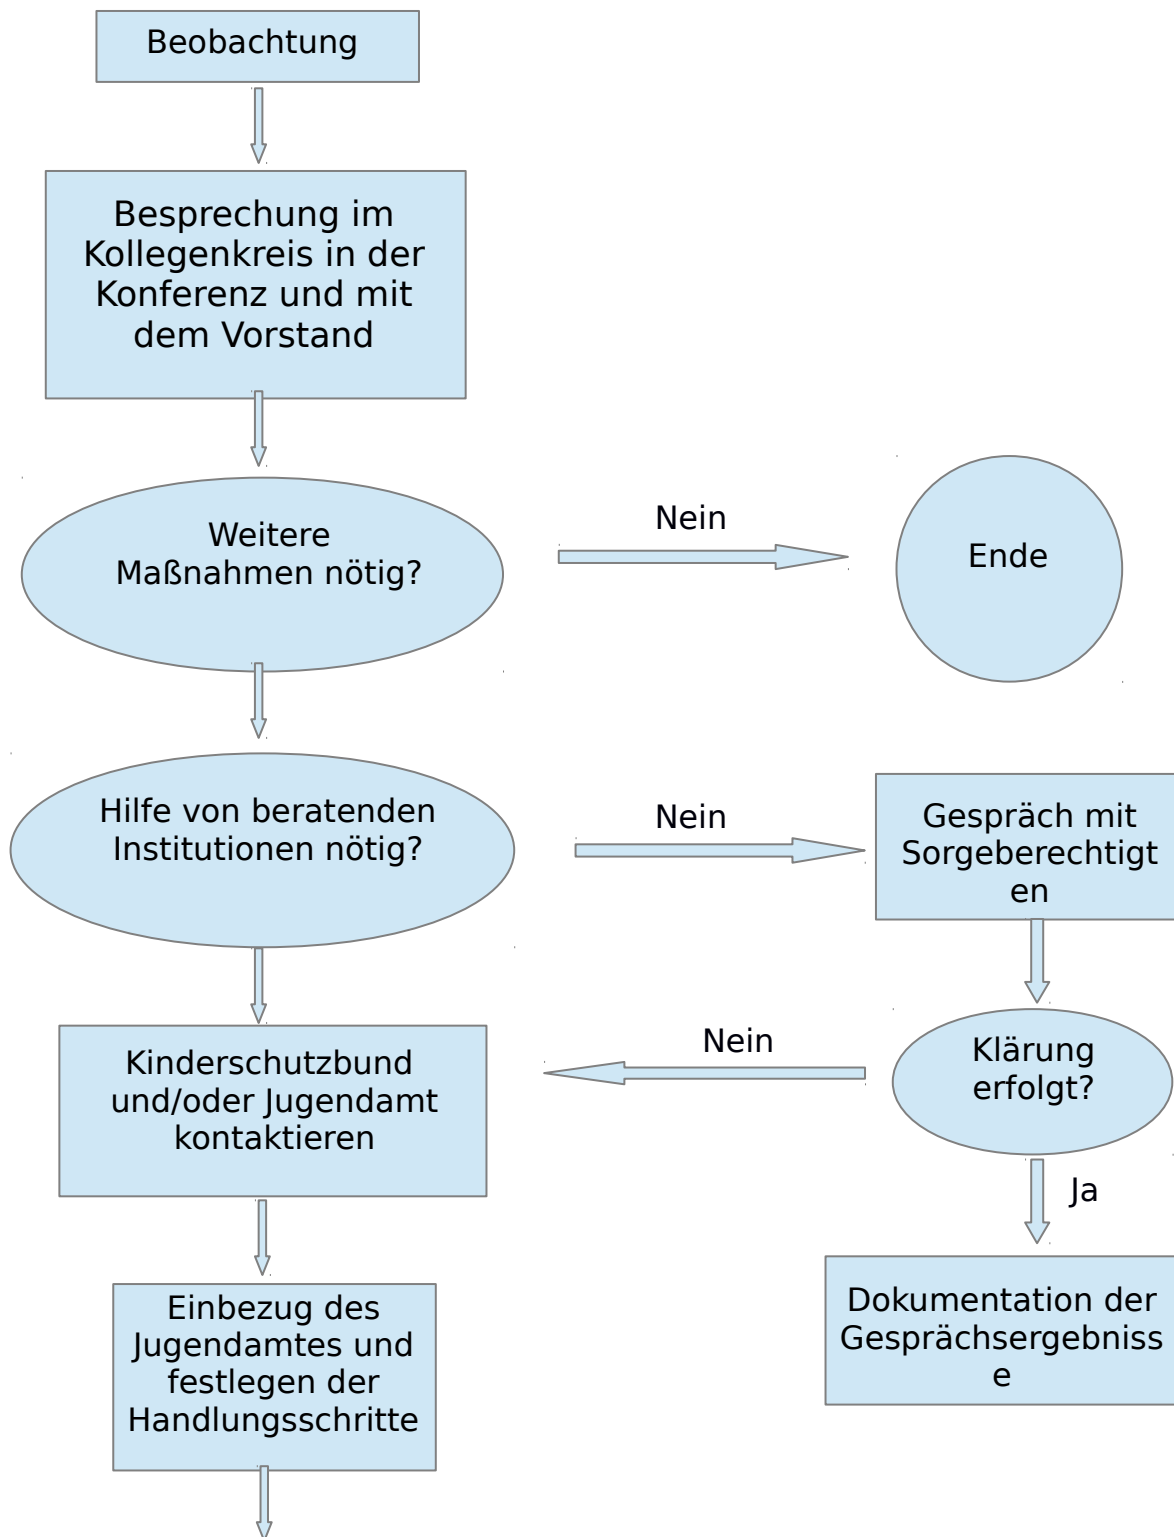 Beobachtung
Besprechung im
Kollegenkreis in der
Konferenz und mit
dem Vorstand
Weitere
Maßnahmen nötig?
Nein
Ende
Hilfe von beratenden
Institutionen nötig?
Nein
Gespräch mit
Sorgeberechtigt
en
Kinderschutzbund
und/oder Jugendamt
kontaktieren
Nein
Klärung
erfolgt?
Ja
Einbezug des
Jugendamtes und
festlegen der
Handlungsschritte
Dokumentation der
Gesprächsergebniss
e